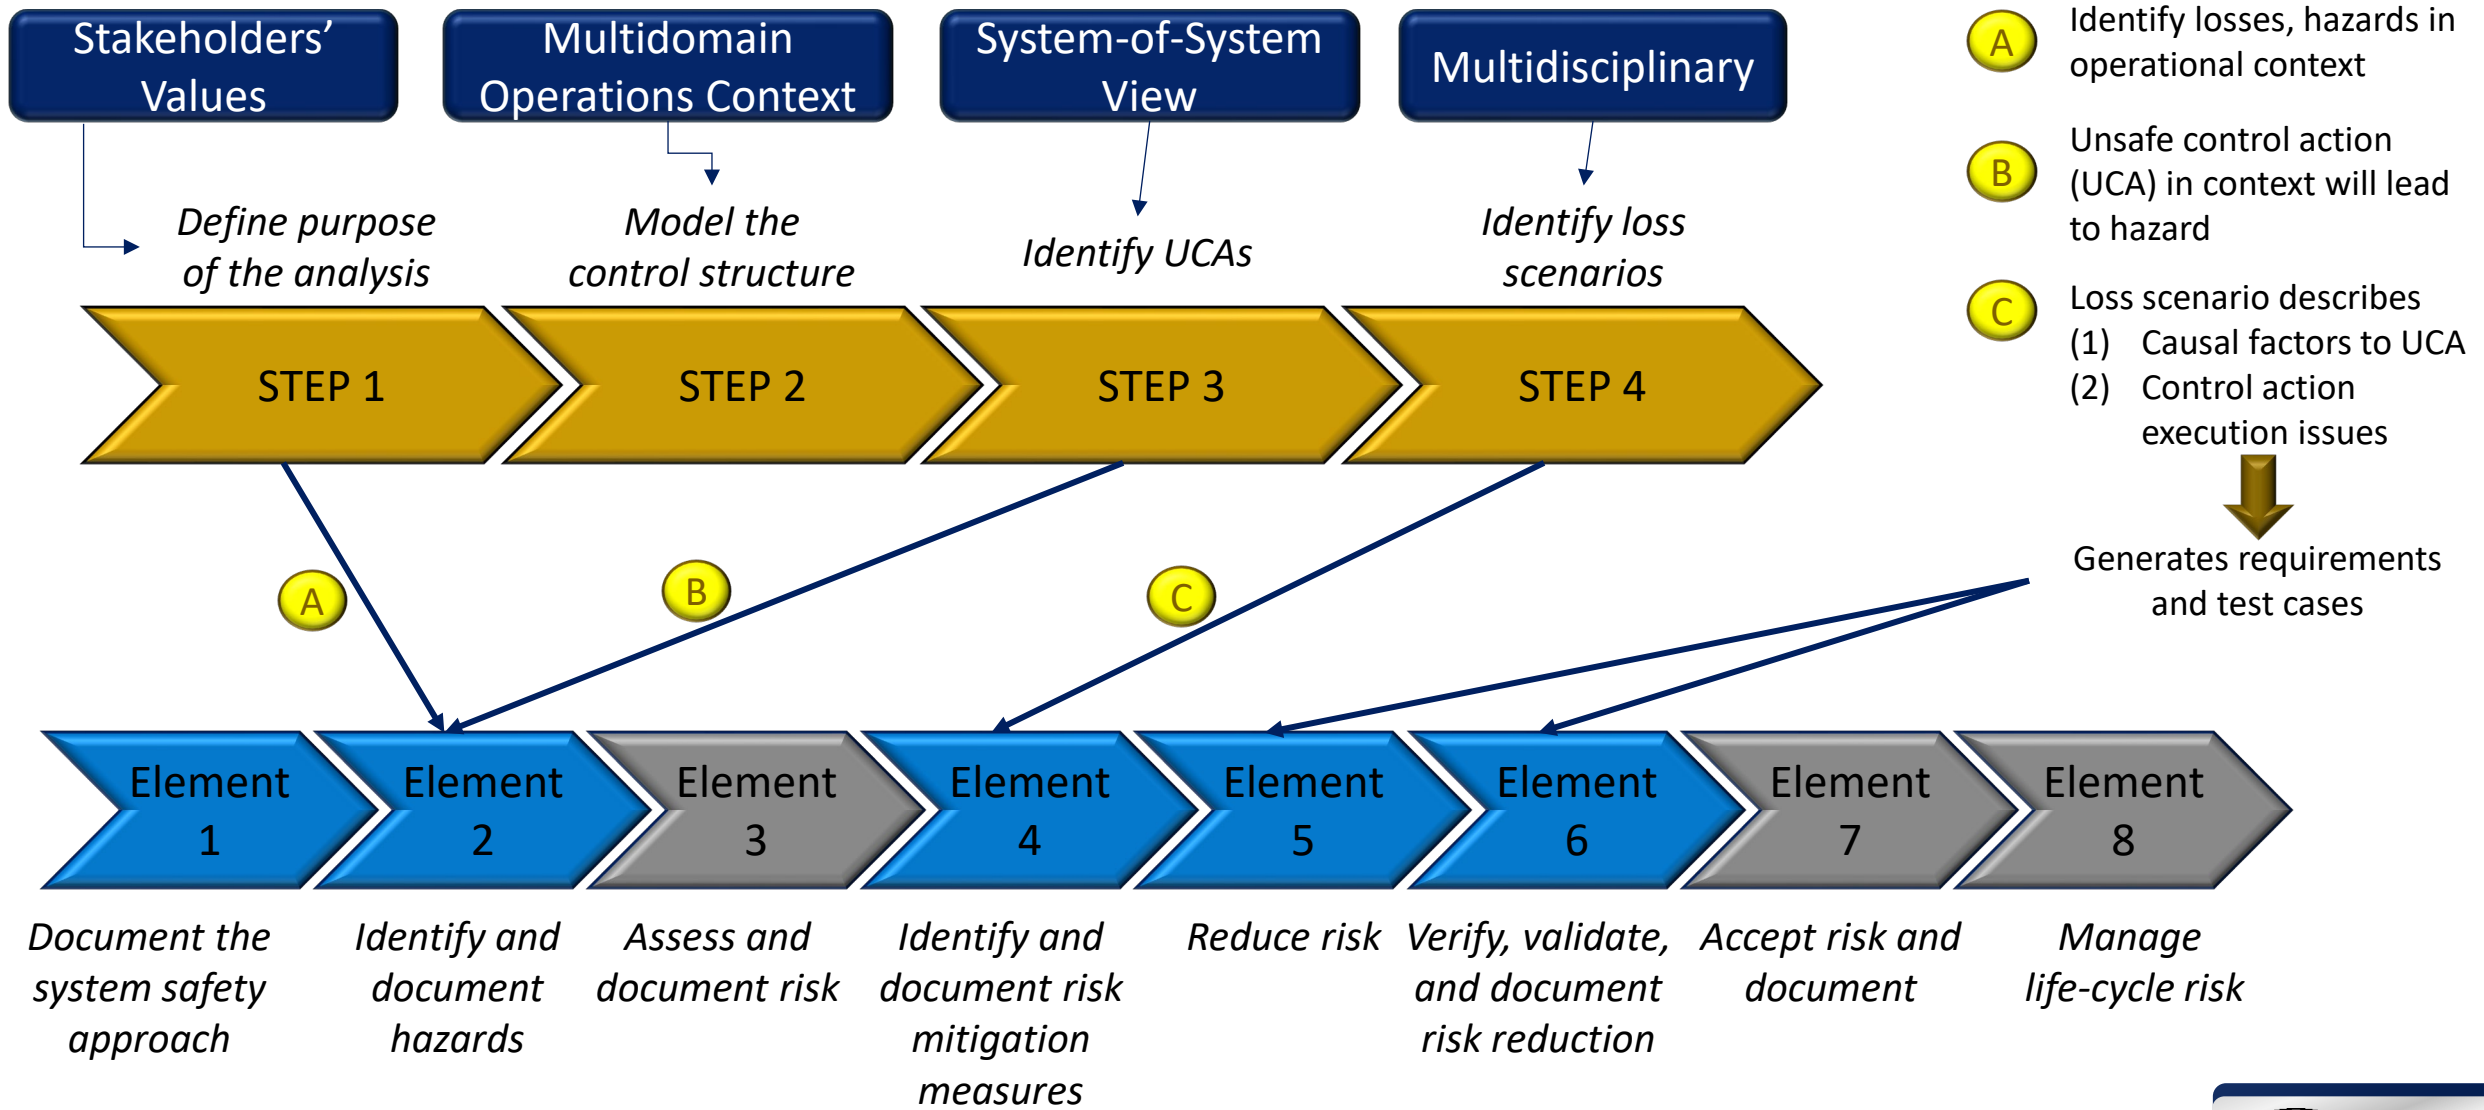 Stakeholders’
Values
Multidomain
Operations Context
System-of-System
View
Multidisciplinary
A
Identify losses, hazards in
operational context
B
Unsafe control action
(UCA) in context will lead
to hazard
C
Loss scenario describes
(1) Causal factors to UCA
(2) Control action
execution issues
Generates requirements
and test cases
Define purpose
of the analysis
Model the
control structure
Identify UCAs
Identify loss
scenarios
STEP 1
STEP 2
STEP 3
STEP 4
A
B
C
Element
1
Element
2
Element
3
Element
4
Element
5
Element
6
Element
7
Element
8
Document the
system safety
approach
Identify and
document
hazards
Assess and
document risk
Identify and
document risk
mitigation
measures
Reduce risk
Verify, validate,
and document
risk reduction
Accept risk and
document
Manage
life-cycle risk